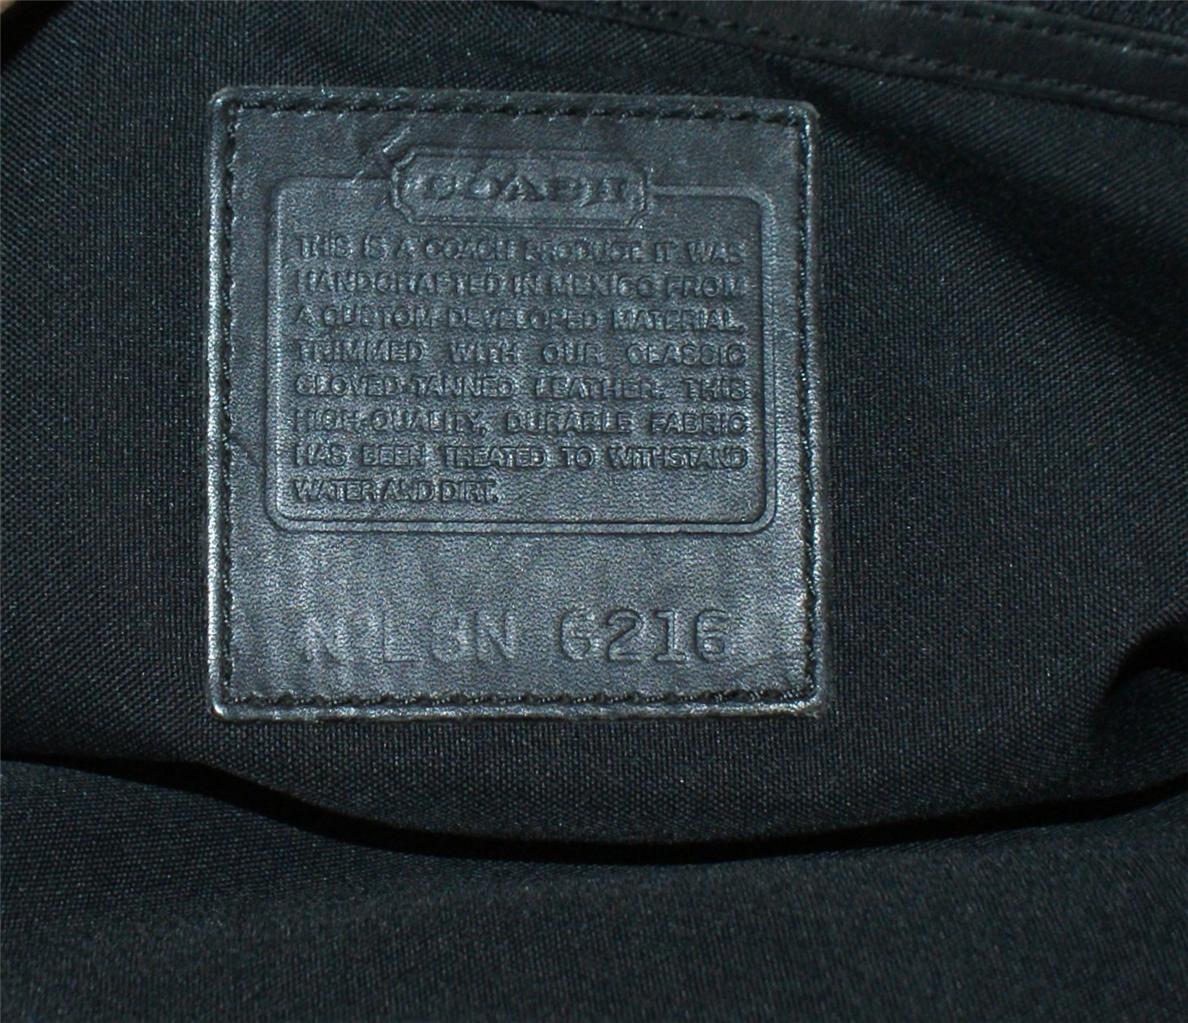 COACH
THIS IS A COACH PRODUCT. IT WAS
HANDCRAFTED IN MEXICO FROM
A CUSTOM-DEVELOPED MATERIAL,
TRIMMED WITH OUR CLASSIC
GLOVED-TANNED LEATHER. THIS
HIGH-QUALITY, DURABLE FABRIC
HAS BEEN TREATED TO WITHSTAND
WATER AND DIRT.
6216